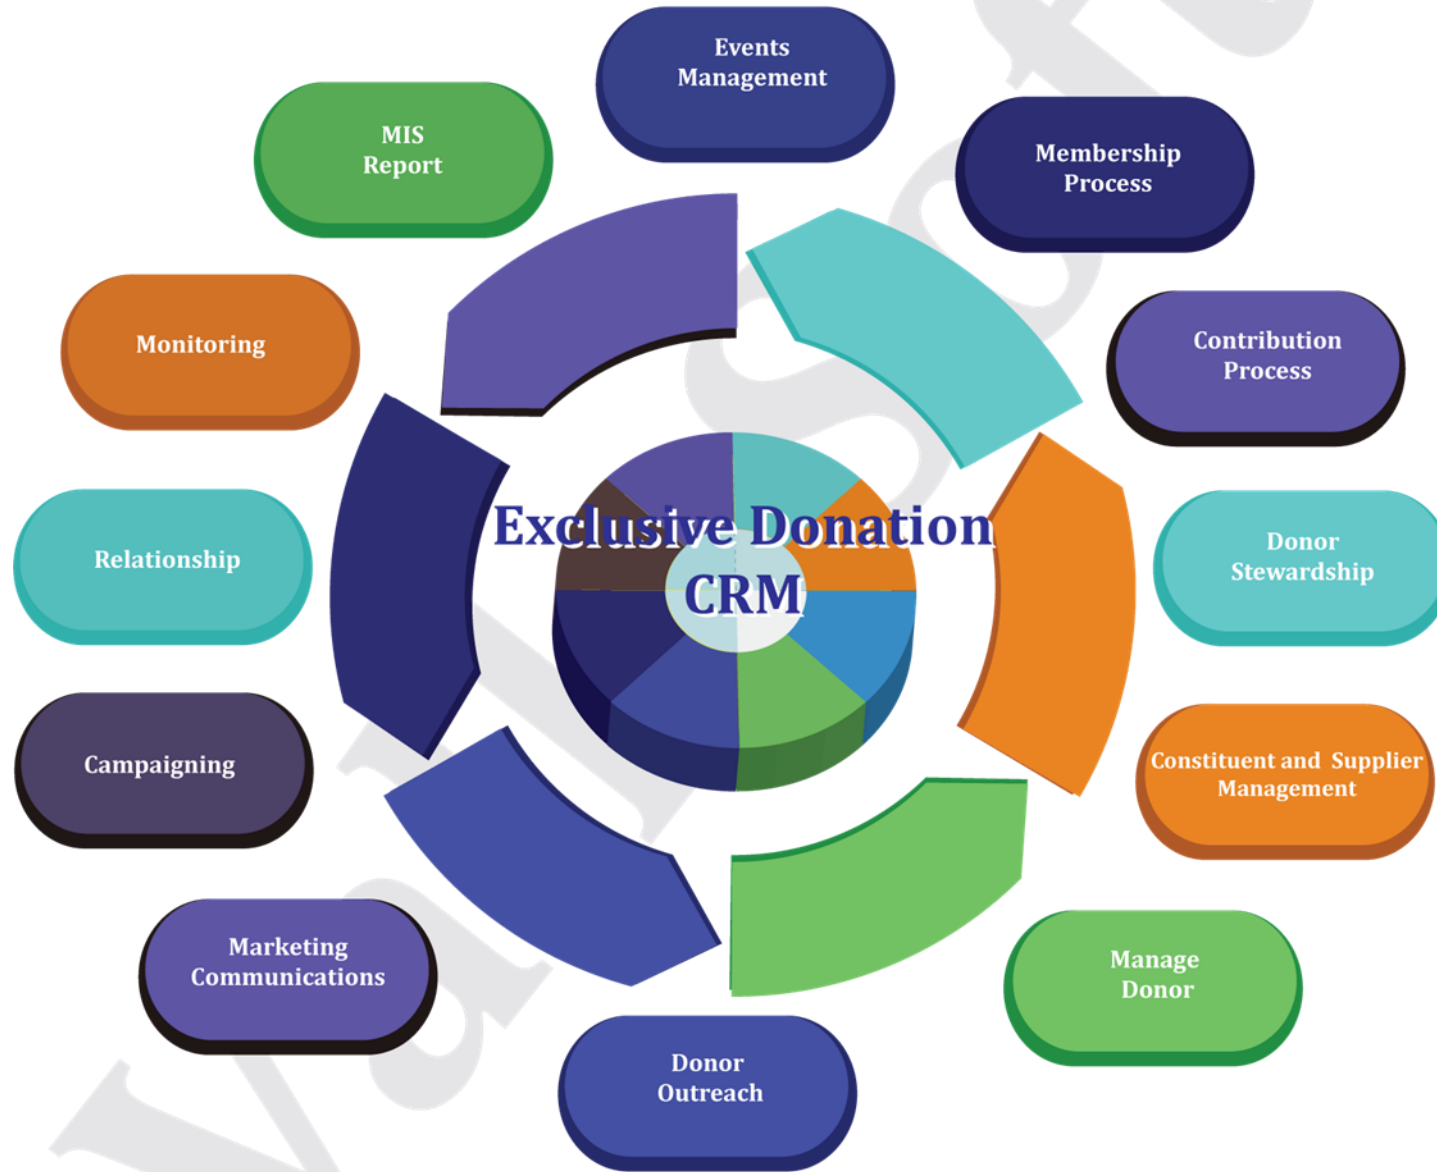 Events
Management
MIS
Report
Membership
Process
Monitoring
Contribution
Process
Exclusive Donation
CRM
Relationship
Donor
Stewardship
Campaigning
Constituent and Supplier
Management
Marketing
Communications
Manage
Donor
Donor
Outreach